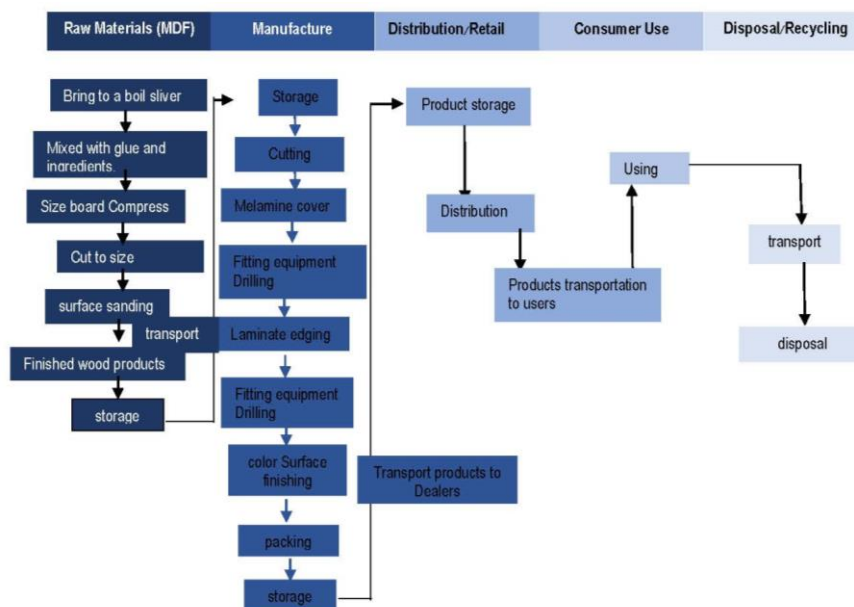 Raw Materials (MDF)
Manufacture
Distribution/Retail
Consumer Use
Disposal/Recycling
Bring to a boil sliver
Mixed with glue and
ingredients.
Size board Compress
Cut to size
surface sanding
transport
Finished wood products
storage
Storage
Cutting
Melamine cover
Fitting equipment
Drilling
Laminate edging
Fitting equipment
Drilling
color Surface
finishing
packing
storage
Transport products to
Dealers
Product storage
Distribution
Products transportation
to users
Using
transport
disposal